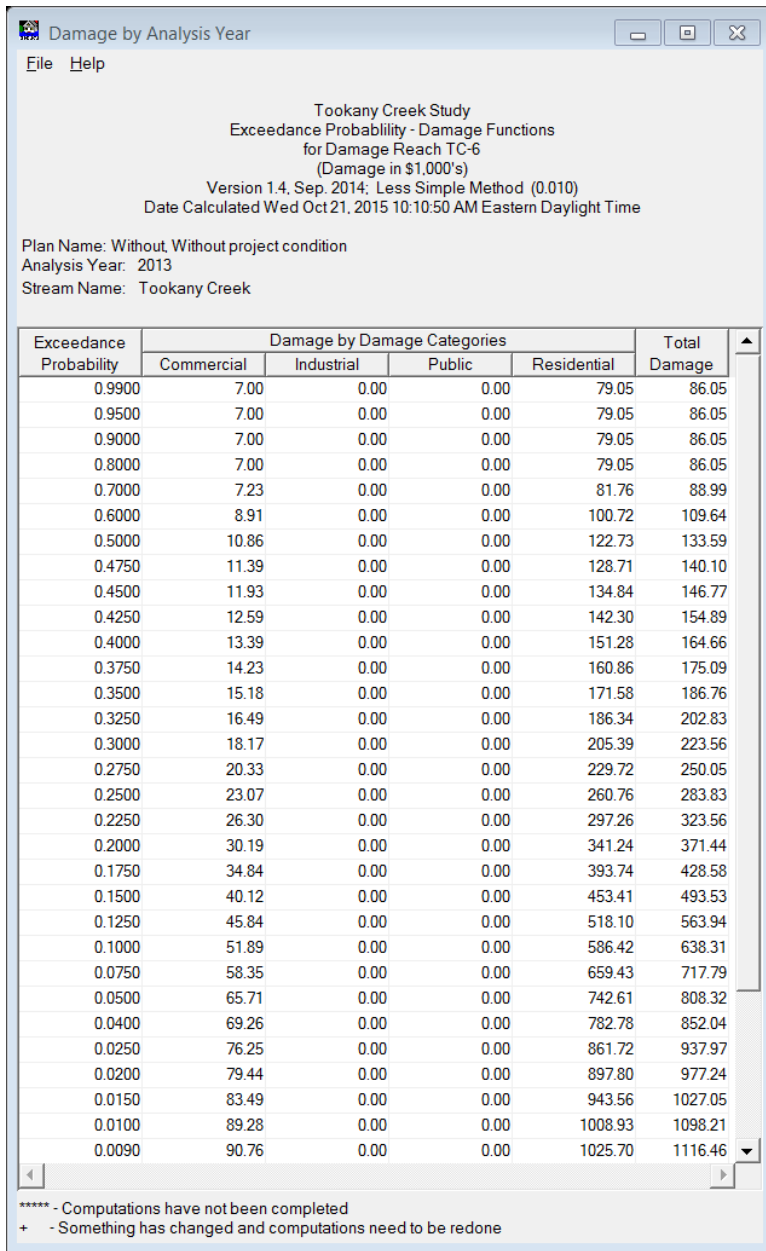 Damage by Analysis Year
File Help
Tookany Creek Study
Exceedance Probablility - Damage Functions
for Damage Reach TC-6
(Damage in $1,000's)
Version 1.4, Sep. 2014; Less Simple Method (0.010)
Date Calculated Wed Oct 21, 2015 10:10:50 AM Eastern Daylight Time
Plan Name: Without, Without project condition
Analysis Year: 2013
Stream Name: Tookany Creek
Exceedance Damage by Damage Categories Total
Probability Commercial Industrial Public Residential Damage
0.9900 7.00 0.00 0.00 79.05 86.05
0.9500 7.00 0.00 0.00 79.05 86.05
0.9000 7.00 0.00 0.00 79.05 86.05
0.8000 7.00 0.00 0.00 79.05 86.05
0.7000 7.23 0.00 0.00 81.76 88.99
0.6000 8.91 0.00 0.00 100.72 109.64
0.5000 10.86 0.00 0.00 122.73 133.59
0.4750 11.39 0.00 0.00 128.71 140.10
0.4500 11.93 0.00 0.00 134.84 146.77
0.4250 12.59 0.00 0.00 142.30 154.89
0.4000 13.39 0.00 0.00 151.28 164.66
0.3750 14.23 0.00 0.00 160.86 175.09
0.3500 15.18 0.00 0.00 171.58 186.76
0.3250 16.49 0.00 0.00 186.34 202.83
0.3000 18.17 0.00 0.00 205.39 223.56
0.2750 20.33 0.00 0.00 229.72 250.05
0.2500 23.07 0.00 0.00 260.76 283.83
0.2250 26.30 0.00 0.00 297.26 323.56
0.2000 30.19 0.00 0.00 341.24 371.44
0.1750 34.84 0.00 0.00 393.74 428.58
0.1500 40.12 0.00 0.00 453.41 493.53
0.1250 45.84 0.00 0.00 518.10 563.94
0.1000 51.89 0.00 0.00 586.42 638.31
0.0750 58.35 0.00 0.00 659.43 717.79
0.0500 65.71 0.00 0.00 742.61 808.32
0.0400 69.26 0.00 0.00 782.78 852.04
0.0250 76.25 0.00 0.00 861.72 937.97
0.0200 79.44 0.00 0.00 897.80 977.24
0.0150 83.49 0.00 0.00 943.56 1027.05
0.0100 89.28 0.00 0.00 1008.93 1098.21
0.0090 90.76 0.00 0.00 1025.70 1116.46
***** - Computations have not been completed
+ - Something has changed and computations need to be redone